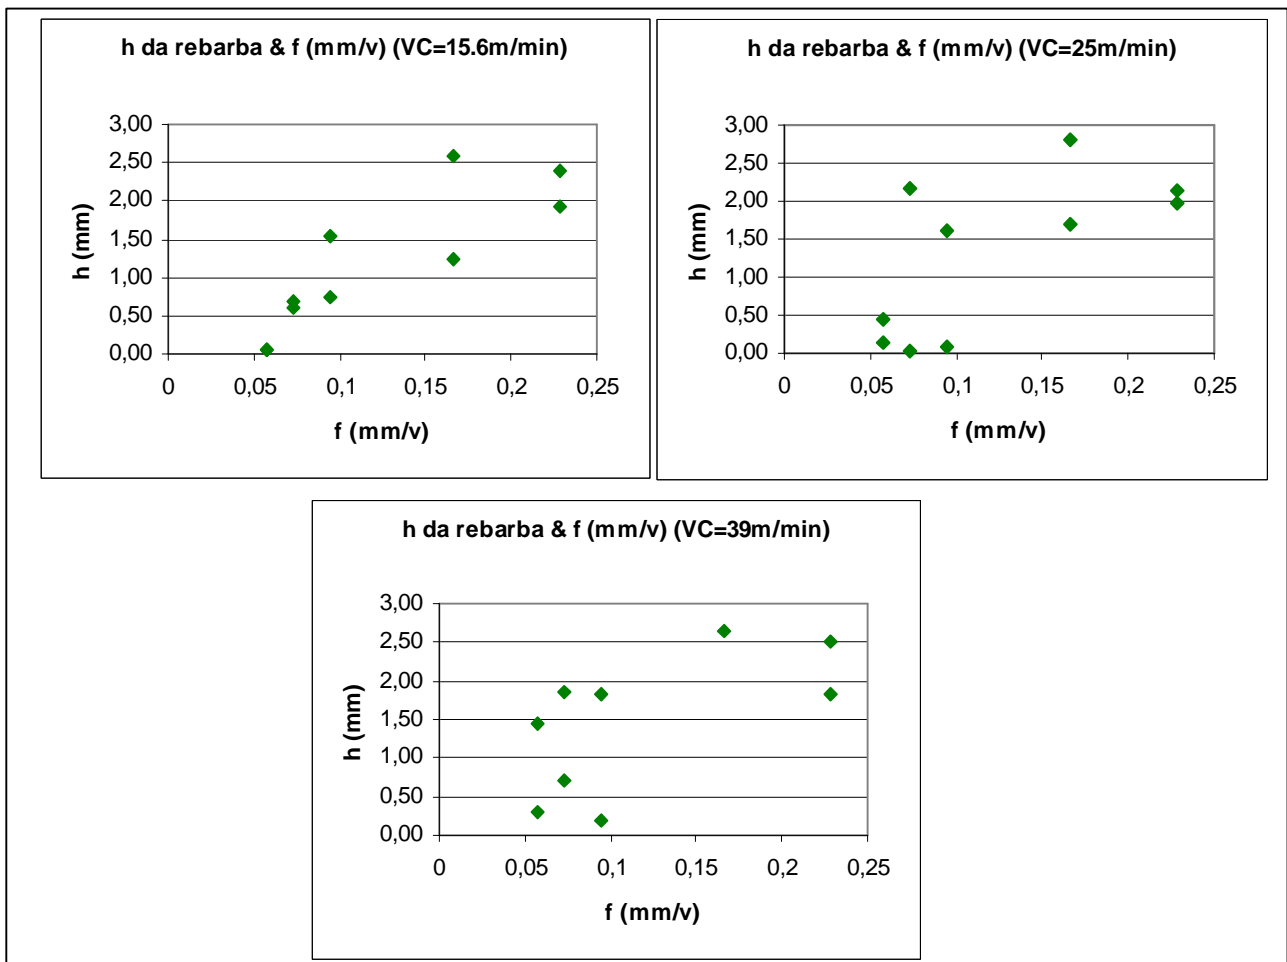 h da rebarba & f (mm/v) (VC=15.6m/min)
3,00
2,50
2,00
1,50
1,00
0,50
0,00
h (mm)
0 0,05 0,1 0,15 0,2 0,25
f (mm/v)
h da rebarba & f (mm/v) (VC=25m/min)
3,00
2,50
2,00
1,50
1,00
0,50
0,00
h (mm)
0 0,05 0,1 0,15 0,2 0,25
f (mm/v)
h da rebarba & f (mm/v) (VC=39m/min)
3,00
2,50
2,00
1,50
1,00
0,50
0,00
h (mm)
0 0,05 0,1 0,15 0,2 0,25
f (mm/v)